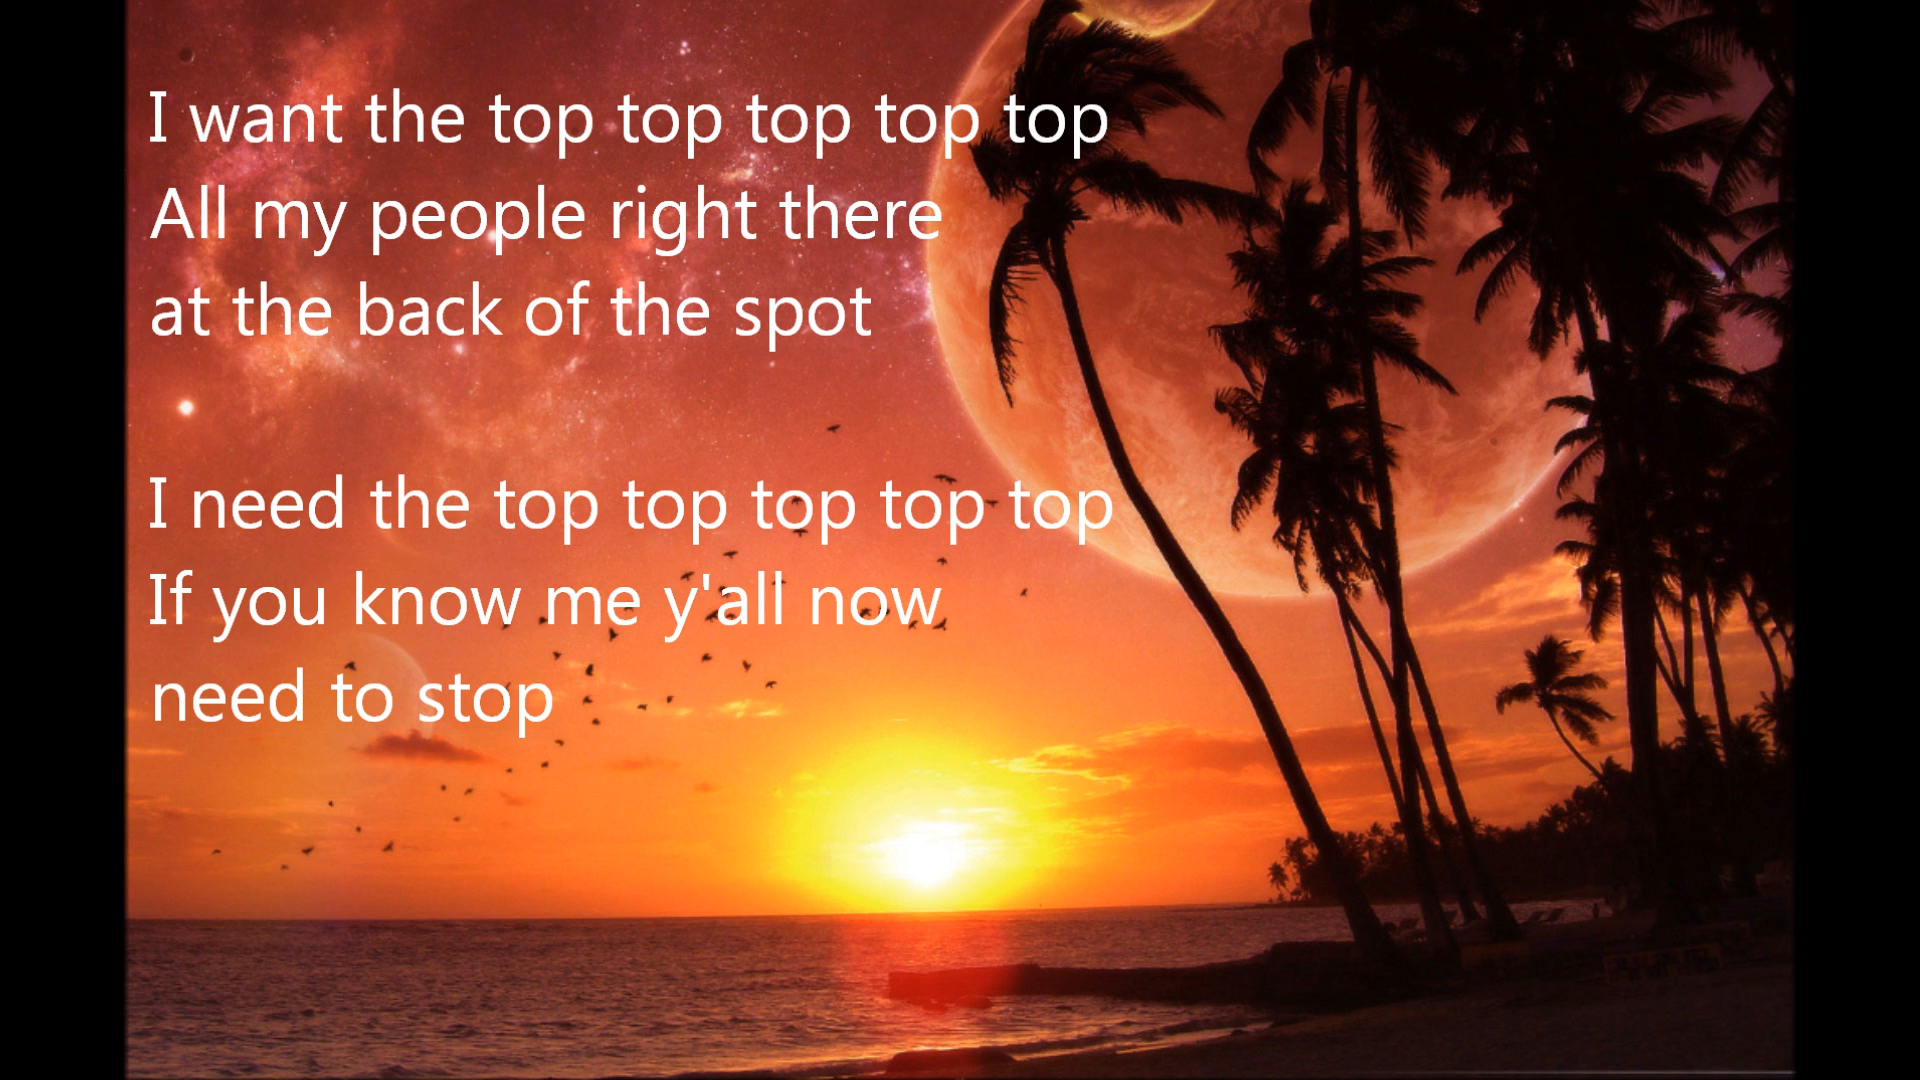 I want the top top top top top
All my people right there
at the back of the spot
I need the top top top top top
If you know me y'all now
need to stop